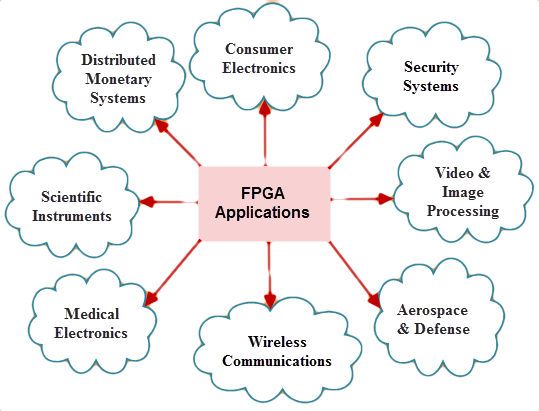 Distributed
Monetary
Systems
Consumer
Electronics
Security
Systems
Scientific
Instruments
FPGA
Applications
Video &
Image
Processing
Medical
Electronics
Wireless
Communications
Aerospace
& Defense